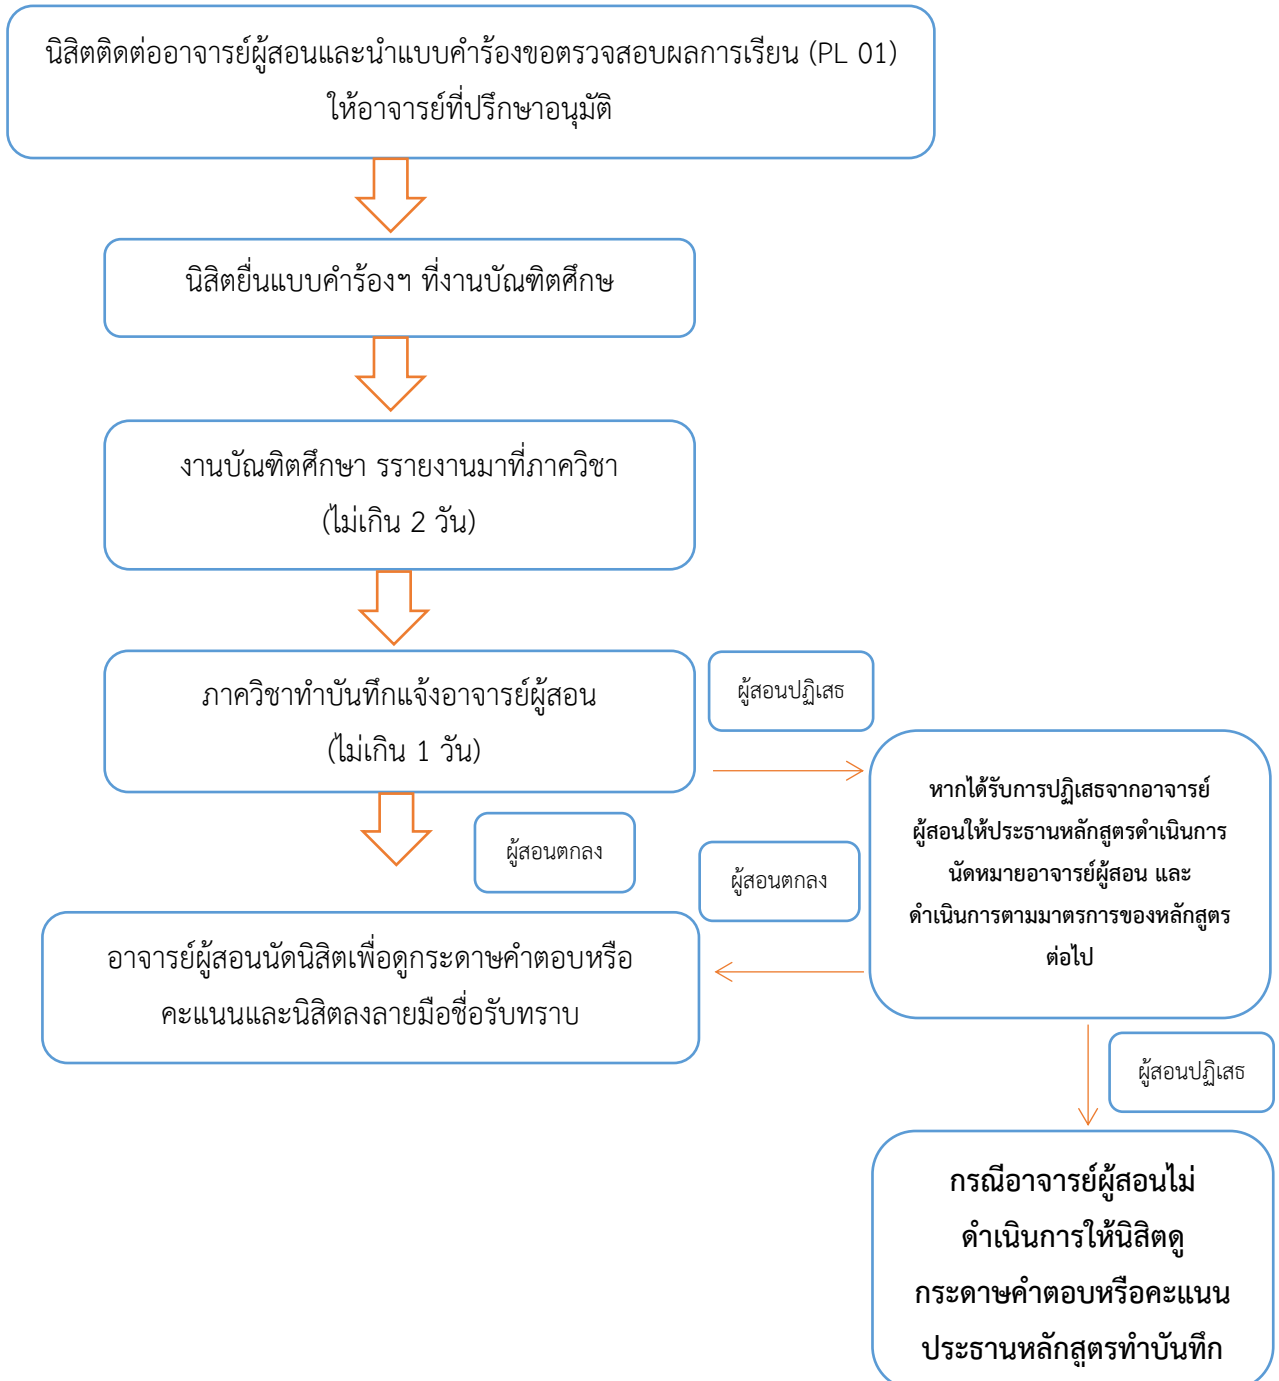 นิสิตติดต่ออาจารย์ผู้สอนและนำแบบคำร้องขอตรวจสอบผลการเรียน (PL 01)
ให้อาจารย์ที่ปรึกษาอนุมัติ
นิสิตยื่นแบบคำร้องฯ ที่งานบัณฑิตศึกษ
งานบัณฑิตศึกษา รรายงานมาที่ภาควิชา
(ไม่เกิน 2 วัน)
ภาควิชาทำบันทึกแจ้งอาจารย์ผู้สอน
(ไม่เกิน 1 วัน)
ผู้สอนปฏิเสธ
หากได้รับการปฏิเสธจากอาจารย์
ผู้สอนให้ประธานหลักสูตรดำเนินการ
นัดหมายอาจารย์ผู้สอน และ
ดำเนินการตามมาตรการของหลักสูตร
ต่อไป
ผู้สอนตกลง
ผู้สอนตกลง
อาจารย์ผู้สอนนัดนิสิตเพื่อดูกระดาษคำตอบหรือ
คะแนนและนิสิตลงลายมือชื่อรับทราบ
ผู้สอนปฏิเสธ
กรณีอาจารย์ผู้สอนไม่
ดำเนินการให้นิสิตดู
กระดาษคำตอบหรือคะแนน
ประธานหลักสูตรทำบันทึก